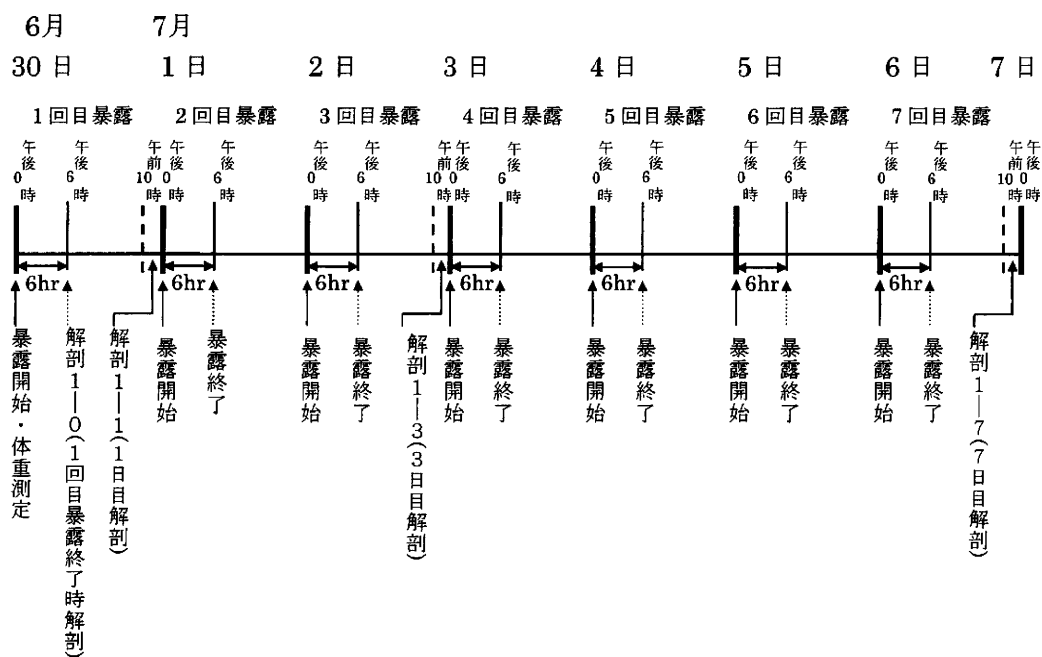 6月 7月
30日 1日 2日 3日 4日 5日 6日 7日
1回目暴露 2回目暴露 3回目暴露 4回目暴露 5回目暴露 6回目暴露 7回目暴露
午後0時
午後6時
午前10時
午後0時
午後6時
午後0時
午後6時
午前10時
午後0時
午後6時
午後0時
午後6時
午後0時
午後6時
午後0時
午後6時
午前10時
午後0時
6hr 6hr 6hr 6hr 6hr 6hr 6hr
暴露開始・体重測定
解剖1―0(1回目暴露終了時解剖)
解剖1―1(1日目解剖)
暴露開始
暴露終了
暴露開始
暴露終了
解剖1―3(3日目解剖)
暴露開始
暴露終了
暴露開始
暴露終了
暴露開始
暴露終了
暴露開始
暴露終了
解剖1―7(7日目解剖)